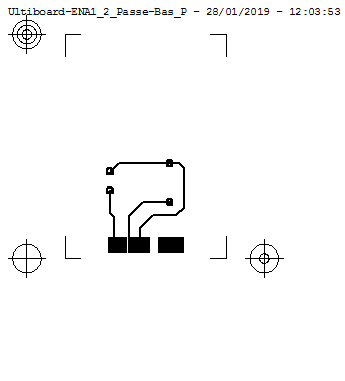 Ultiboard-ENA1_2_Passe-Bas_P - 28/01/2019 - 12:03:53